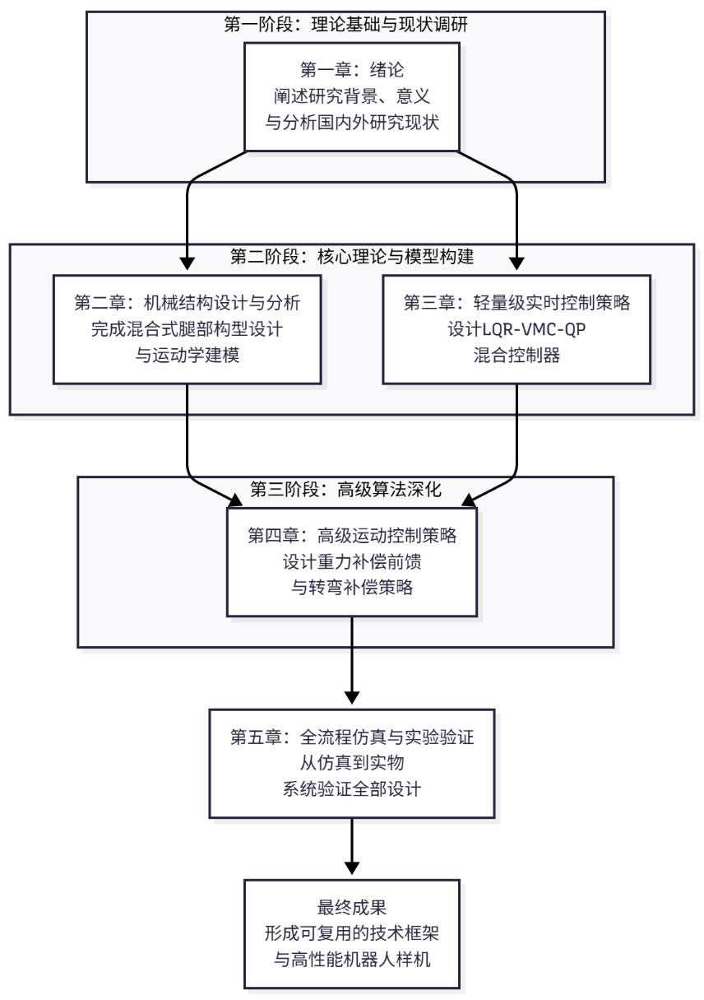 第一阶段：理论基础与现状调研
第一章：绪论
阐述研究背景、意义
与分析国内外研究现状
第二阶段：核心理论与模型构建
第二章：机械结构设计与分析
完成混合式腿部构型设计
与运动学建模
第三章：轻量级实时控制策略
设计LQR-VMC-QP
混合控制器
第三阶段：高级算法深化
第四章：高级运动控制策略
设计重力补偿前馈
与转弯补偿策略
第五章：全流程仿真与实验验证
从仿真到实物
系统验证全部设计
最终成果
形成可复用的技术框架
与高性能机器人样机